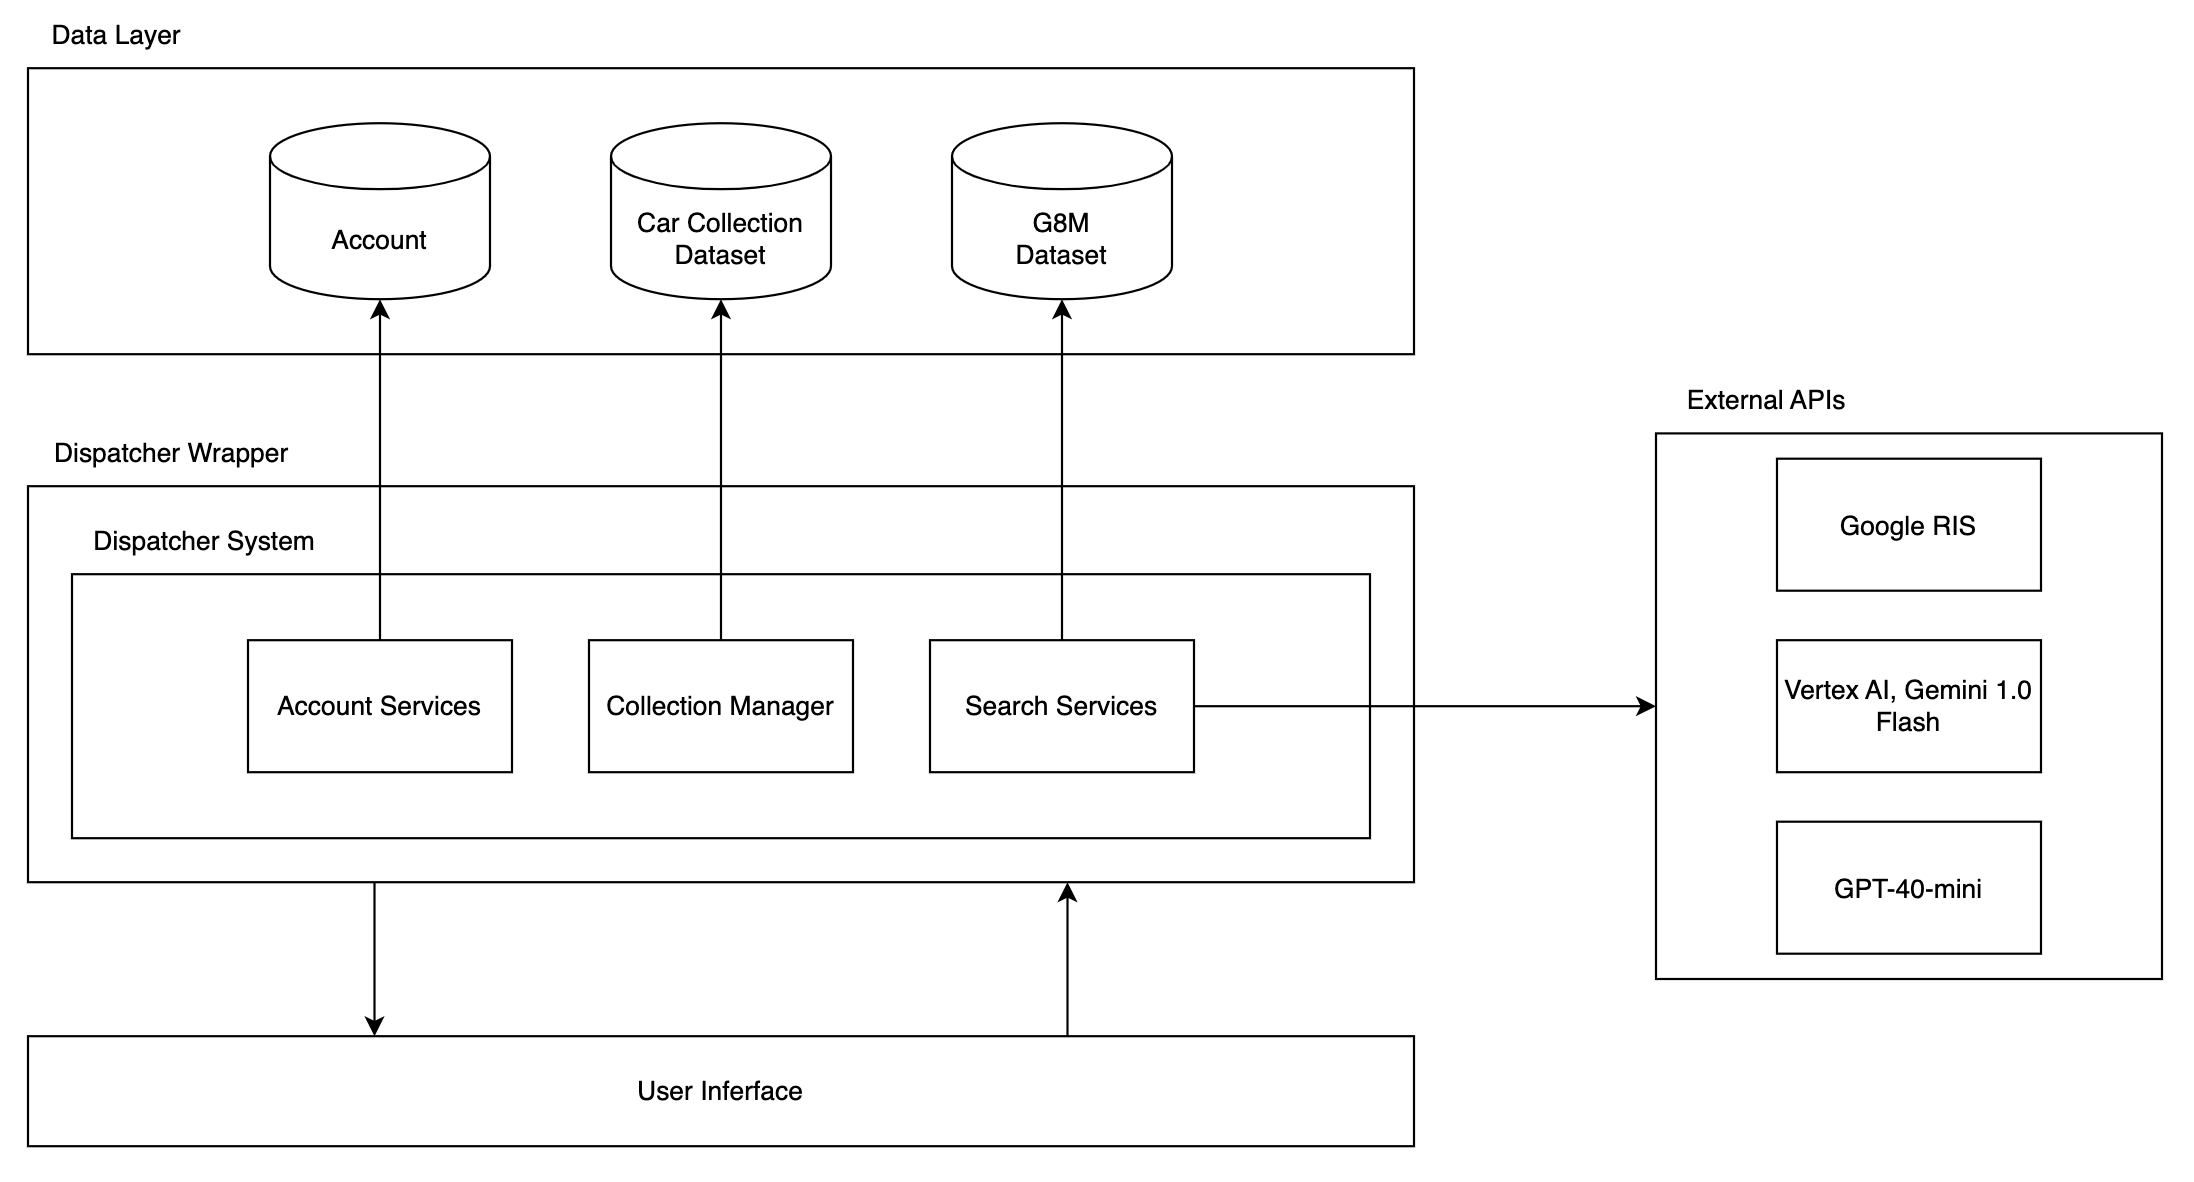 Data Layer
Account
Car Collection
Dataset
G8M
Dataset
External APIs
Dispatcher Wrapper
Dispatcher System
Google RIS
Account Services
Collection Manager
Search Services
Vertex AI, Gemini 1.0
Flash
GPT-40-mini
User Inferface